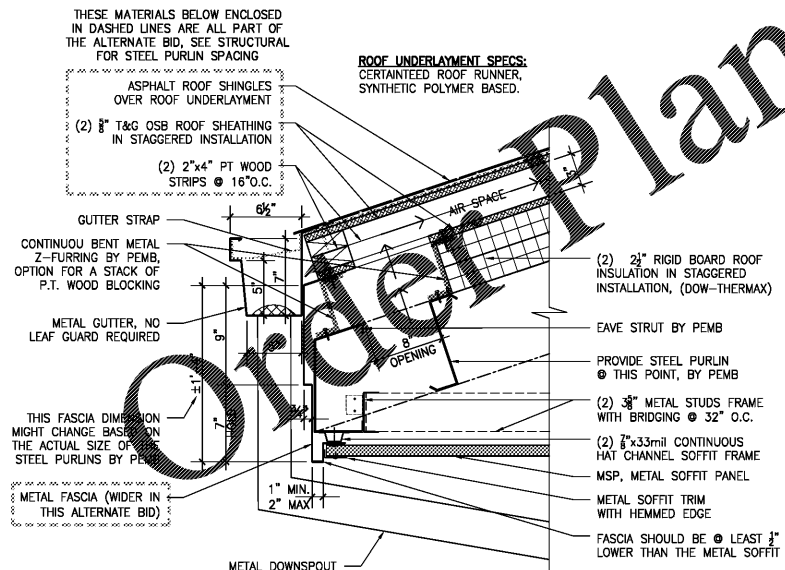 THESE MATERIALS BELOW ENCLOSED
IN DASHED LINES ARE ALL PART OF
THE ALTERNATE BID, SEE STRUCTURAL
FOR STEEL PURLIN SPACING
ROOF UNDERLAYMENT SPECS:
CERTAINTEED ROOF RUNNER,
SYNTHETIC POLYMER BASED.
ASPHALT ROOF SHINGLES
OVER ROOF UNDERLAYMENT
(2) ⅝" T&G OSB ROOF SHEATHING
IN STAGGERED INSTALLATION
(2) 2"x4" PT WOOD
STRIPS @ 16"O.C.
6½"
GUTTER STRAP
CONTINUOU BENT METAL
Z-FURRING BY PEMB,
OPTION FOR A STACK OF
P.T. WOOD BLOCKING
METAL GUTTER, NO
LEAF GUARD REQUIRED
THIS FASCIA DIMENSION
MIGHT CHANGE BASED ON
THE ACTUAL SIZE OF THE
STEEL PURLINS BY
METAL FASCIA (WIDER IN
THIS ALTERNATE BID)
5"
7"
9"
±1'
7"
1" MIN.
2" MAX
METAL DOWNSPOUT
AIR SPACE
3"
8"
OPENING
(2) 2½" RIGID BOARD ROOF
INSULATION IN STAGGERED
INSTALLATION, (DOW-THERMAX)
EAVE STRUT BY PEMB
PROVIDE STEEL PURLIN
@ THIS POINT, BY PEMB
(2) 3⅝" METAL STUDS FRAME
WITH BRIDGING @ 32" O.C.
(2) ⅞"x33mil CONTINUOUS
HAT CHANNEL SOFFIT FRAME
MSP, METAL SOFFIT PANEL
METAL SOFFIT TRIM
WITH HEMMED EDGE
FASCIA SHOULD BE @ LEAST ½"
LOWER THAN THE METAL SOFFIT
Order Plan